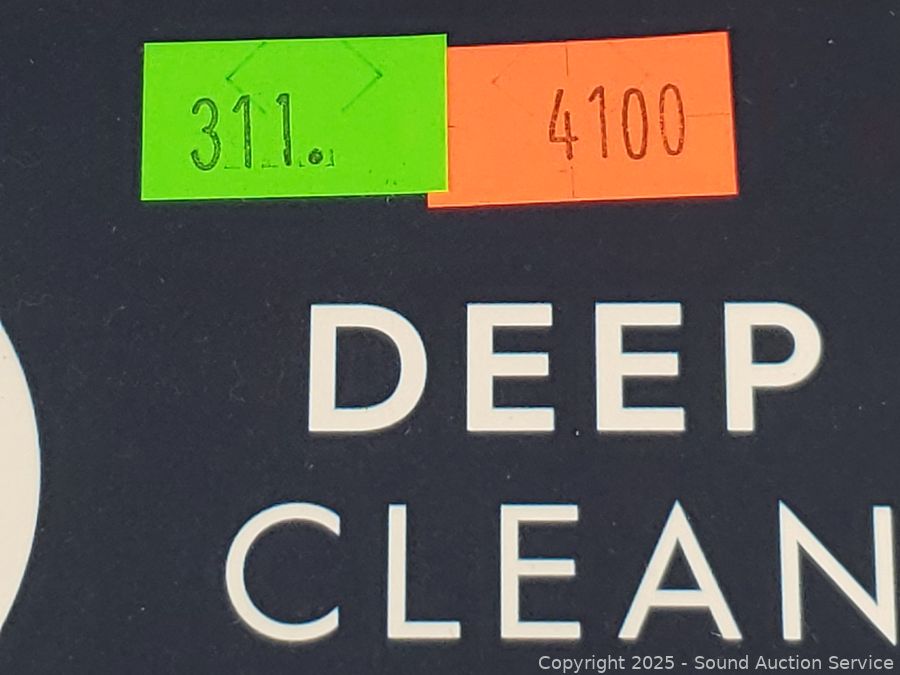 311. 4100
DEEP
CLEAN
Copyright 2025 - Sound Auction Service